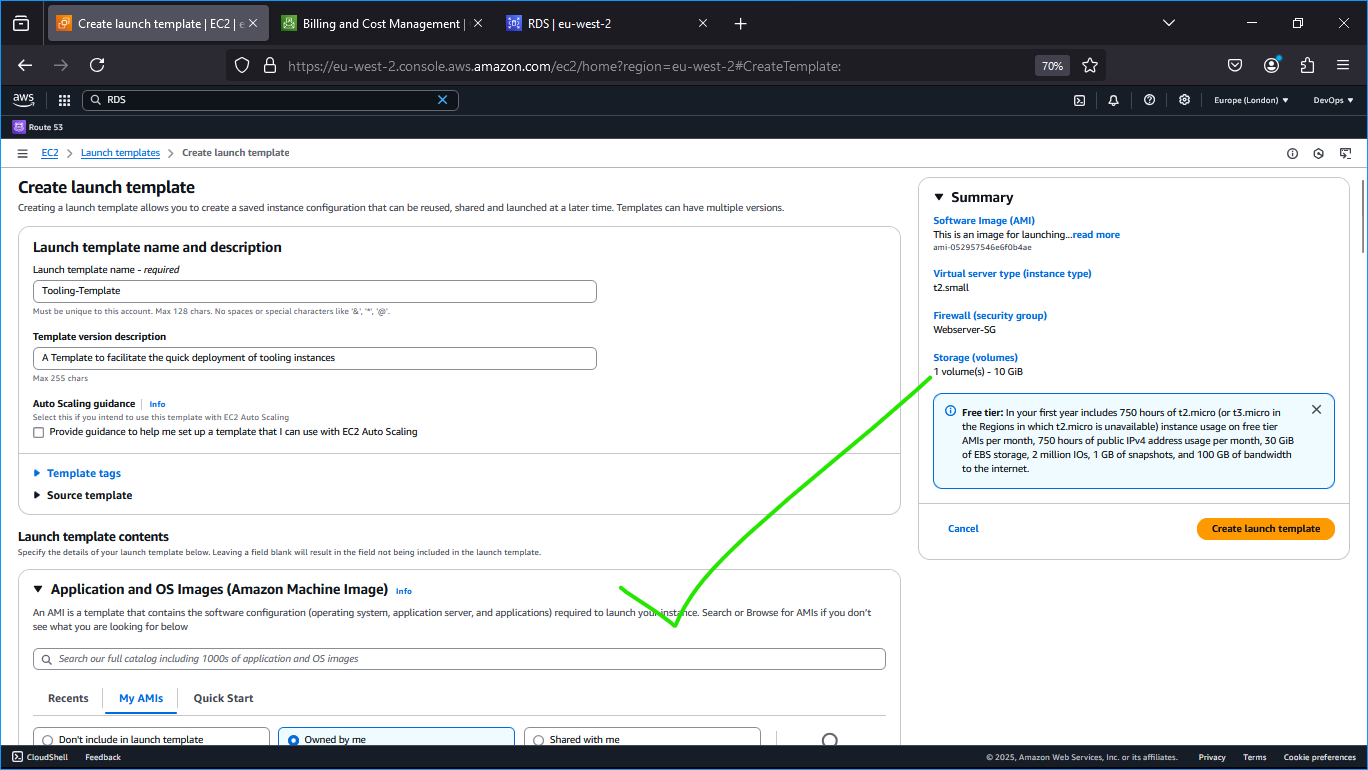 Create launch template | EC2 | e
Billing and Cost Management |
RDS | eu-west-2
https://eu-west-2.console.aws.amazon.com/ec2/home?region=eu-west-2#CreateTemplate:
70%
aws
RDS
Europe (London)
DevOps
Route 53
EC2
Launch templates
Create launch template
Create launch template
Creating a launch template allows you to create a saved instance configuration that can be reused, shared and launched at a later time. Templates can have multiple versions.
Launch template name and description
Launch template name - required
Tooling-Template
Must be unique to this account. Max 128 chars. No spaces or special characters like '&', '*', '@'.
Template version description
A Template to facilitate the quick deployment of tooling instances
Max 255 chars
Auto Scaling guidance
Info
Select this if you intend to use this template with EC2 Auto Scaling
Provide guidance to help me set up a template that I can use with EC2 Auto Scaling
Template tags
Source template
Launch template contents
Specify the details of your launch template below. Leaving a field blank will result in the field not being included in the launch template.
Application and OS Images (Amazon Machine Image)
Info
An AMI is a template that contains the software configuration (operating system, application server, and applications) required to launch your instance. Search or Browse for AMIs if you don't
see what you are looking for below
Search our full catalog including 1000s of application and OS images
Recents
My AMIs
Quick Start
Don't include in launch template
Owned by me
Shared with me
Summary
Software Image (AMI)
This is an image for launching...read more
ami-052957546e6f0b4ae
Virtual server type (instance type)
t2.small
Firewall (security group)
Webserver-SG
Storage (volumes)
1 volume(s) - 10 GiB
Free tier: In your first year includes 750 hours of t2.micro (or t3.micro in
the Regions in which t2.micro is unavailable) instance usage on free tier
AMIs per month, 750 hours of public IPv4 address usage per month, 30 GiB
of EBS storage, 2 million IOs, 1 GB of snapshots, and 100 GB of bandwidth
to the internet.
Cancel
Create launch template
CloudShell
Feedback
© 2025, Amazon Web Services, Inc. or its affiliates.
Privacy
Terms
Cookie preferences